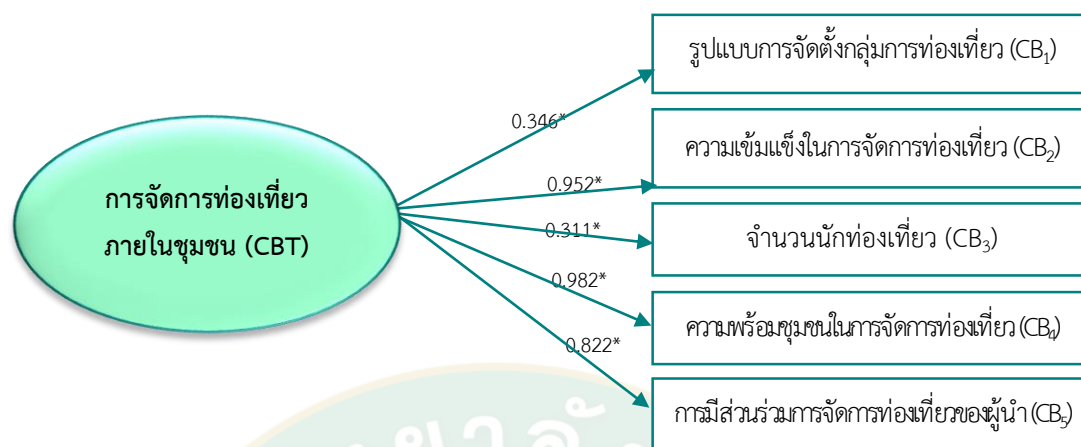 รูปแบบการจัดตั้งกลุ่มการท่องเที่ยว (CB₁)
0.346*
ความเข้มแข็งในการจัดการท่องเที่ยว (CB₂)
0.952*
การจัดการท่องเที่ยว
ภายในชุมชน (CBT)
0.311*
จำนวนนักท่องเที่ยว (CB₃)
0.982*
ความพร้อมชุมชนในการจัดการท่องเที่ยว (CB₄)
0.822*
การมีส่วนร่วมการจัดการท่องเที่ยวของผู้นำ (CB₅)